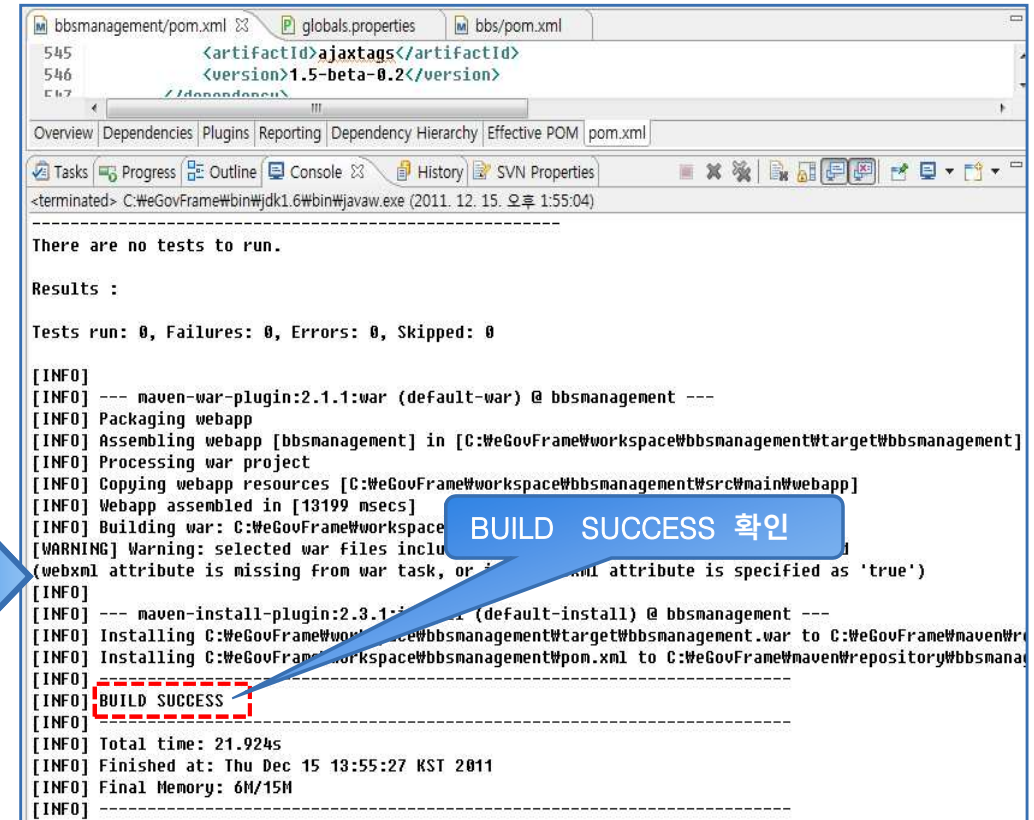 bbsmanagement/pom.xml globals.properties bbs/pom.xml
545 <artifactId>ajaxtags</artifactId>
546 <version>1.5-beta-0.2</version>
547 </dependency>
Overview Dependencies Plugins Reporting Dependency Hierarchy Effective POM pom.xml
Tasks Progress Outline Console History SVN Properties
<terminated> C:₩eGovFrame₩bin₩jdk1.6₩bin₩javaw.exe (2011. 12. 15. 오후 1:55:04)
-------------------------------------------------------
There are no tests to run.
Results :
Tests run: 0, Failures: 0, Errors: 0, Skipped: 0
[INFO]
[INFO] --- maven-war-plugin:2.1.1:war (default-war) @ bbsmanagement ---
[INFO] Packaging webapp
[INFO] Assembling webapp [bbsmanagement] in [C:₩eGovFrame₩workspace₩bbsmanagement₩target₩bbsmanagement]
[INFO] Processing war project
[INFO] Copying webapp resources [C:₩eGovFrame₩workspace₩bbsmanagement₩src₩main₩webapp]
[INFO] Webapp assembled in [13199 msecs]
[INFO] Building war: C:₩eGovFrame₩workspace
BUILD SUCCESS 확인
[WARNING] Warning: selected war files
(webxml attribute is missing from war task, or attribute is specified as 'true')
[INFO]
[INFO] --- maven-install-plugin:2.3.1: (default-install) @ bbsmanagement ---
[INFO] Installing C:₩eGovFrame₩workspace₩bbsmanagement₩target₩bbsmanagement.war to C:₩eGovFrame₩maven₩
[INFO] Installing C:₩eGovFrame₩workspace₩bbsmanagement₩pom.xml to C:₩eGovFrame₩maven₩repository₩
[INFO] ------------------------------------------------------------------------
[INFO] BUILD SUCCESS
[INFO] ------------------------------------------------------------------------
[INFO] Total time: 21.924s
[INFO] Finished at: Thu Dec 15 13:55:27 KST 2011
[INFO] Final Memory: 6M/15M
[INFO] ------------------------------------------------------------------------